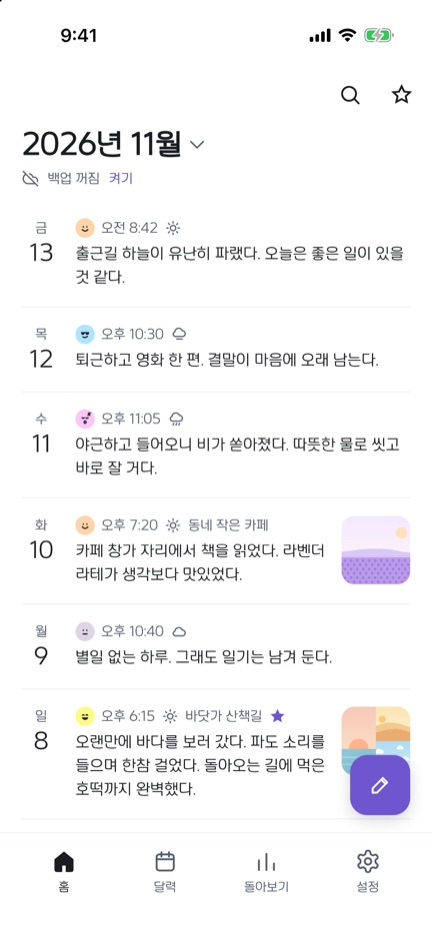 9:41
2026년 11월
백업 꺼짐 켜기
금
13
오전 8:42
출근길 하늘이 유난히 파랬다. 오늘은 좋은 일이 있을
것 같다.
목
12
오후 10:30
퇴근하고 영화 한 편. 결말이 마음에 오래 남는다.
수
11
오후 11:05
야근하고 들어오니 비가 쏟아졌다. 따뜻한 물로 씻고
바로 잘 거다.
화
10
오후 7:20 동네 작은 카페
카페 창가 자리에서 책을 읽었다. 라벤더
라테가 생각보다 맛있었다.
월
9
오후 10:40
별일 없는 하루. 그래도 일기는 남겨 둔다.
일
8
오후 6:15 바닷가 산책길
오랜만에 바다를 보러 갔다. 파도 소리를
들으며 한참 걸었다. 돌아오는 길에 먹은
호떡까지 완벽했다.
홈
달력
돌아보기
설정